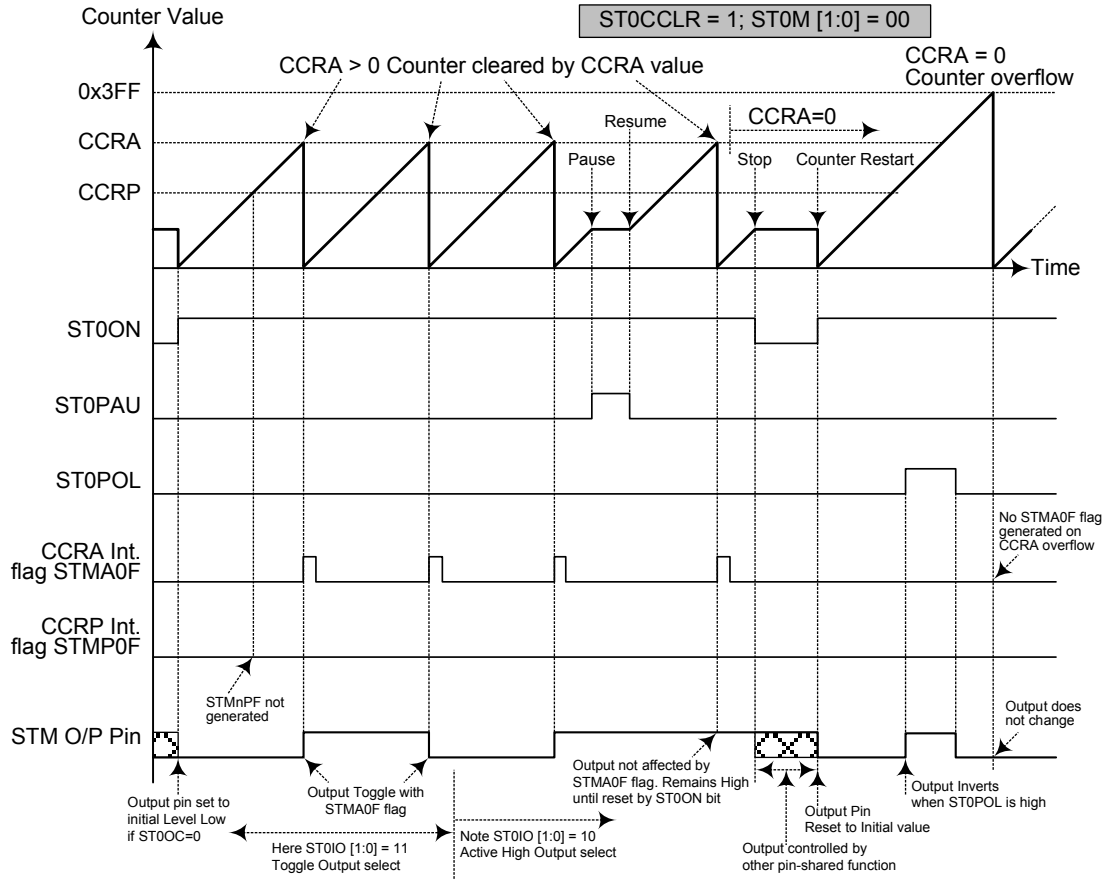 Counter Value
ST0CCLR = 1; ST0M [1:0] = 00
CCRA > 0 Counter cleared by CCRA value
CCRA = 0
Counter overflow
0x3FF
CCRA
CCRP
Pause
Resume
CCRA=0
Stop
Counter Restart
Time
ST0ON
ST0PAU
ST0POL
CCRA Int.
flag STMA0F
No STMA0F flag
generated on
CCRA overflow
CCRP Int.
flag STMP0F
STMnPF not
generated
STM O/P Pin
Output does
not change
Output pin set to
initial Level Low
if ST0OC=0
Output Toggle with
STMA0F flag
Here ST0IO [1:0] = 11
Toggle Output select
Note ST0IO [1:0] = 10
Active High Output select
Output not affected by
STMA0F flag. Remains High
until reset by ST0ON bit
Output controlled by
other pin-shared function
Output Pin
Reset to Initial value
Output Inverts
when ST0POL is high